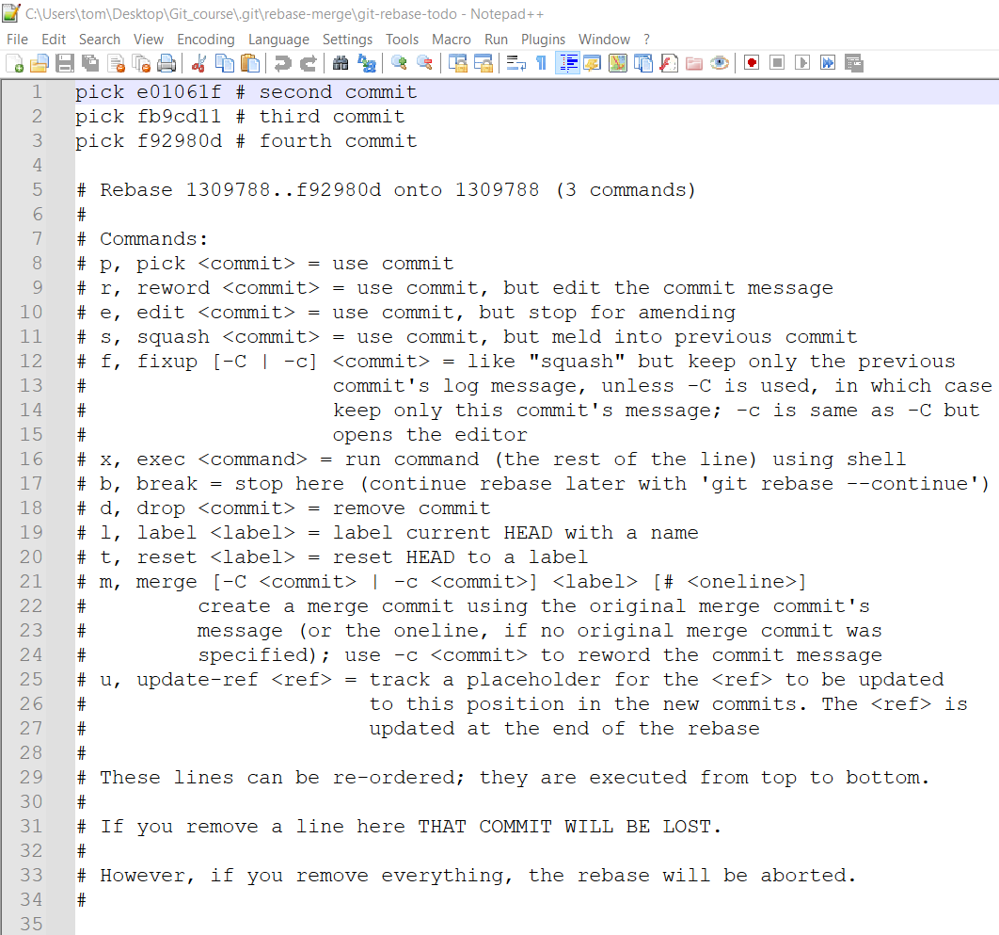 C:\Users\tom\Desktop\Git_course\.git\rebase-merge\git-rebase-todo - Notepad++
File Edit Search View Encoding Language Settings Tools Macro Run Plugins Window ?
1 pick e01061f # second commit
2 pick fb9cd11 # third commit
3 pick f92980d # fourth commit
4
5 # Rebase 1309788..f92980d onto 1309788 (3 commands)
6 #
7 # Commands:
8 # p, pick <commit> = use commit
9 # r, reword <commit> = use commit, but edit the commit message
10 # e, edit <commit> = use commit, but stop for amending
11 # s, squash <commit> = use commit, but meld into previous commit
12 # f, fixup [-C | -c] <commit> = like "squash" but keep only the previous
13 #                    commit's log message, unless -C is used, in which case
14 #                    keep only this commit's message; -c is same as -C but
15 #                    opens the editor
16 # x, exec <command> = run command (the rest of the line) using shell
17 # b, break = stop here (continue rebase later with 'git rebase --continue')
18 # d, drop <commit> = remove commit
19 # l, label <label> = label current HEAD with a name
20 # t, reset <label> = reset HEAD to a label
21 # m, merge [-C <commit> | -c <commit>] <label> [# <oneline>]
22 #         create a merge commit using the original merge commit's
23 #         message (or the oneline, if no original merge commit was
24 #         specified); use -c <commit> to reword the commit message
25 # u, update-ref <ref> = track a placeholder for the <ref> to be updated
26 #                       to this position in the new commits. The <ref> is
27 #                       updated at the end of the rebase
28 #
29 # These lines can be re-ordered; they are executed from top to bottom.
30 #
31 # If you remove a line here THAT COMMIT WILL BE LOST.
32 #
33 # However, if you remove everything, the rebase will be aborted.
34 #
35